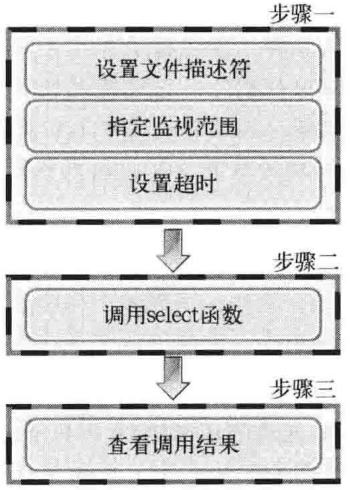 步骤一
设置文件描述符
指定监视范围
设置超时
步骤二
调用select函数
步骤三
查看调用结果